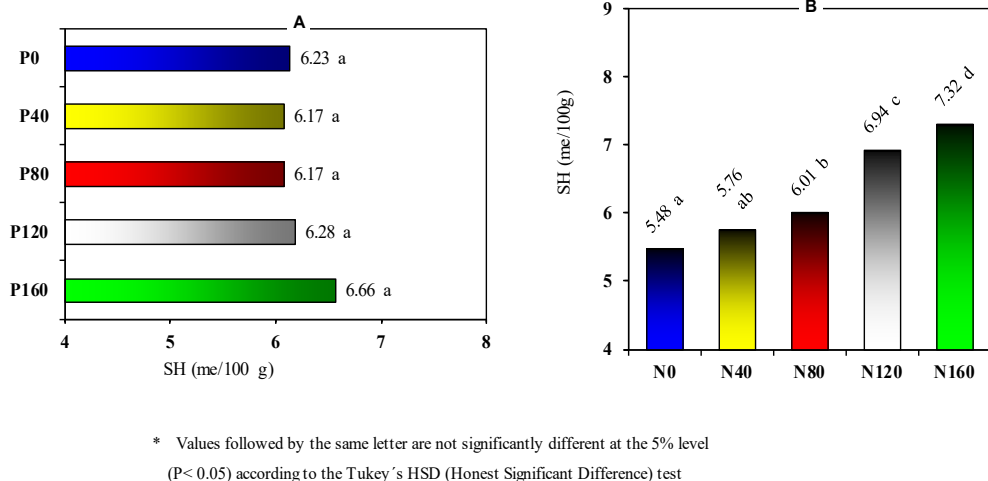 A
P0
6.23 a
P40
6.17 a
P80
6.17 a
P120
6.28 a
P160
6.66 a
4 5 6 7 8
SH (me/100 g)
B
9
8
7
6
5
4
SH (me/100g)
5.48 a
5.76
ab
6.01 b
6.94 c
7.32 d
N0 N40 N80 N120 N160
* Values followed by the same letter are not significantly different at the 5% level
(P< 0.05) according to the Tukey´s HSD (Honest Significant Difference) test